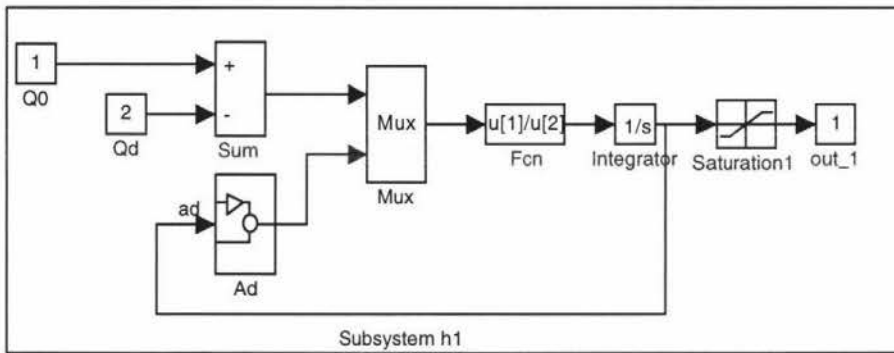 1
Q0
2
Qd
+
-
Sum
Mux
Mux
u[1]/u[2]
Fcn
1/s
Integrator
Saturation1
1
out_1
ad
Ad
Subsystem h1